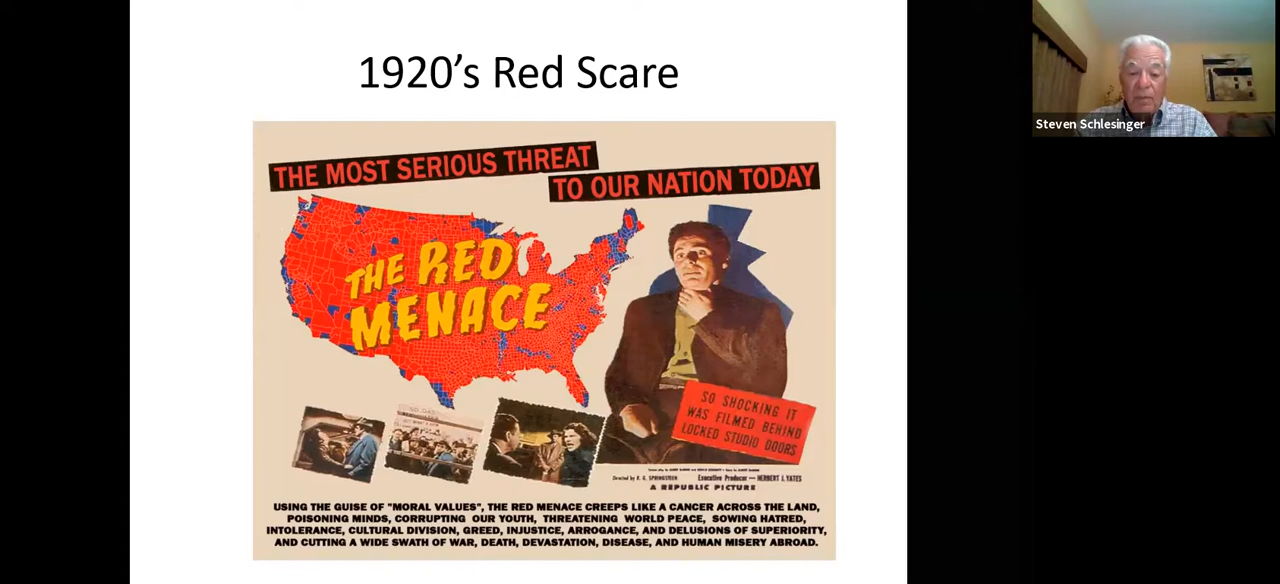 1920's Red Scare
Steven Schlesinger
THE MOST SERIOUS THREAT
TO OUR NATION TODAY
THE RED
MENACE
SO SHOCKING IT
WAS FILMED BEHIND
LOCKED STUDIO DOORS
Directed by R. G. SPRINGSTEEN Executive Producer — HERBERT J. YATES
A REPUBLIC PICTURE
USING THE GUISE OF "MORAL VALUES", THE RED MENACE CREEPS LIKE A CANCER ACROSS THE LAND,
POISONING MINDS, CORRUPTING OUR YOUTH, THREATENING WORLD PEACE, SOWING HATRED,
INTOLERANCE, CULTURAL DIVISION, GREED, INJUSTICE, ARROGANCE, AND DELUSIONS OF SUPERIORITY,
AND CUTTING A WIDE SWATH OF WAR, DEATH, DEVASTATION, DISEASE, AND HUMAN MISERY ABROAD.